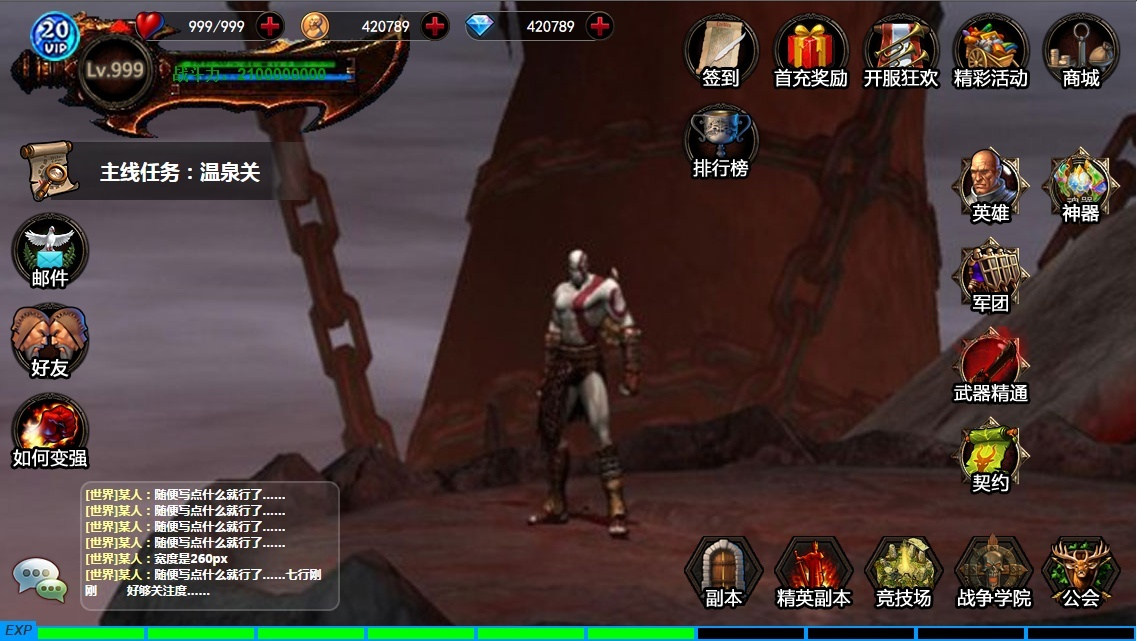 20
VIP
999/999
420789
420789
Lv.999
战斗力：2100000000
签到
首充奖励
开服狂欢
精彩活动
商城
排行榜
主线任务：温泉关
英雄
神器
邮件
军团
好友
武器精通
如何变强
契约
[世界]某人：随便写点什么就行了......
[世界]某人：随便写点什么就行了......
[世界]某人：随便写点什么就行了......
[世界]某人：随便写点什么就行了......
[世界]某人：宽度是260px
[世界]某人：随便写点什么就行了......七行刚
刚 好够关注度......
副本
精英副本
竞技场
战争学院
公会
EXP